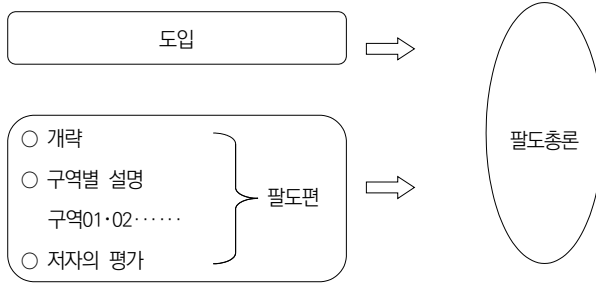 도입
○ 개략
○ 구역별 설명
구역01·02⋯⋯
○ 저자의 평가
팔도편
팔도총론